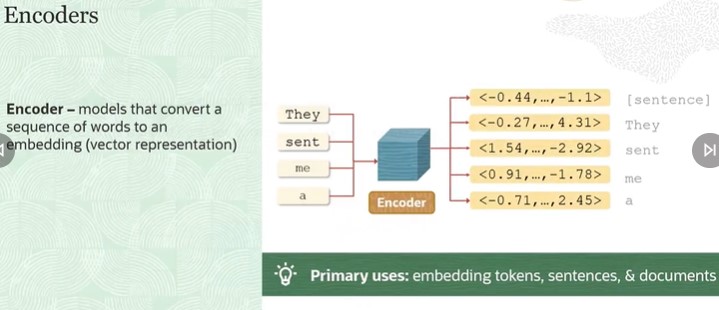 Encoders
Encoder – models that convert a
sequence of words to an
embedding (vector representation)
They
sent
me
a
Encoder
<-0.44,…,-1.1> [sentence]
<-0.27,…,4.31> They
<1.54,…,-2.92> sent
<0.91,…,-1.78> me
<-0.71,…,2.45> a
Primary uses: embedding tokens, sentences, & documents